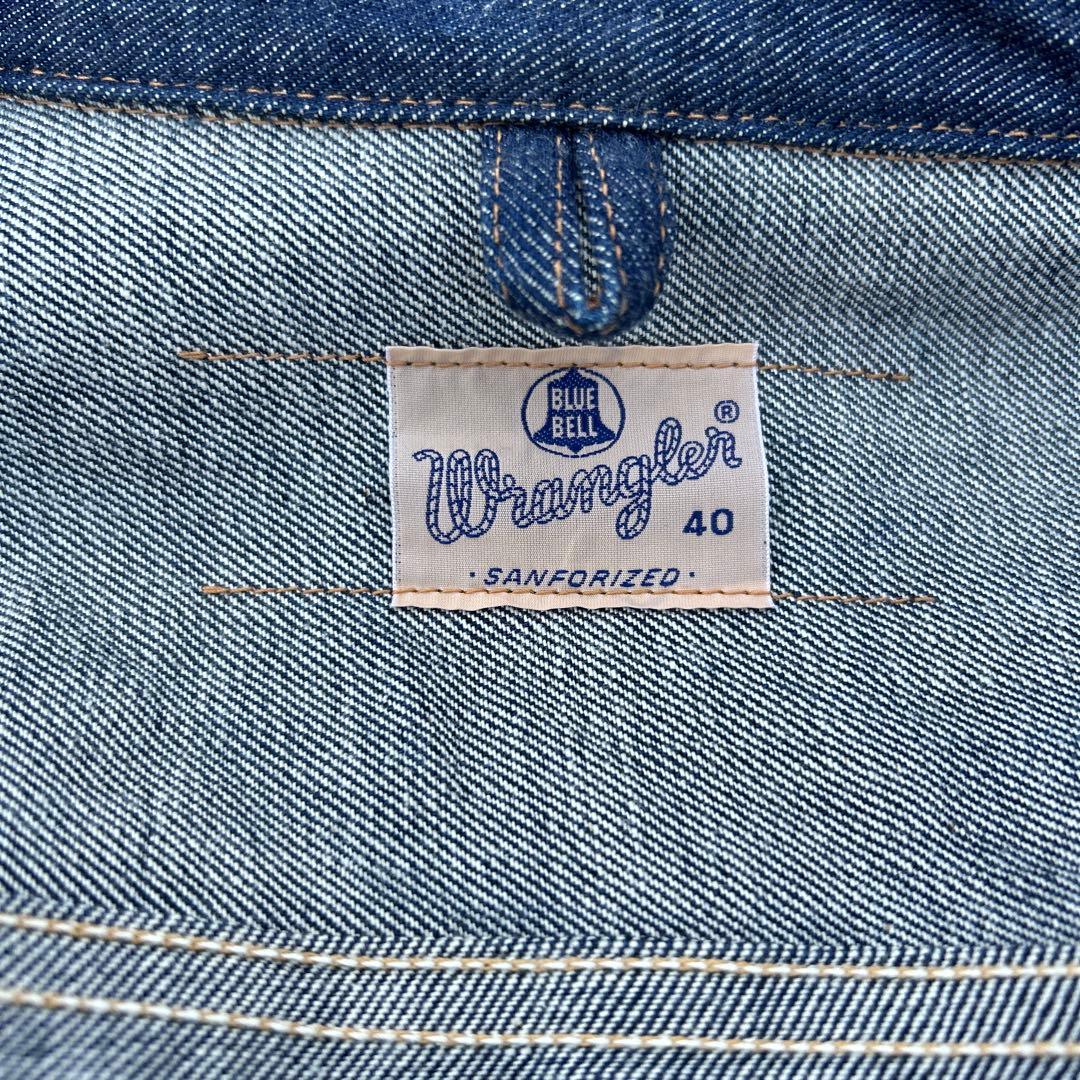 BLUE
BELL
Wrangler®
40
·SANFORIZED·